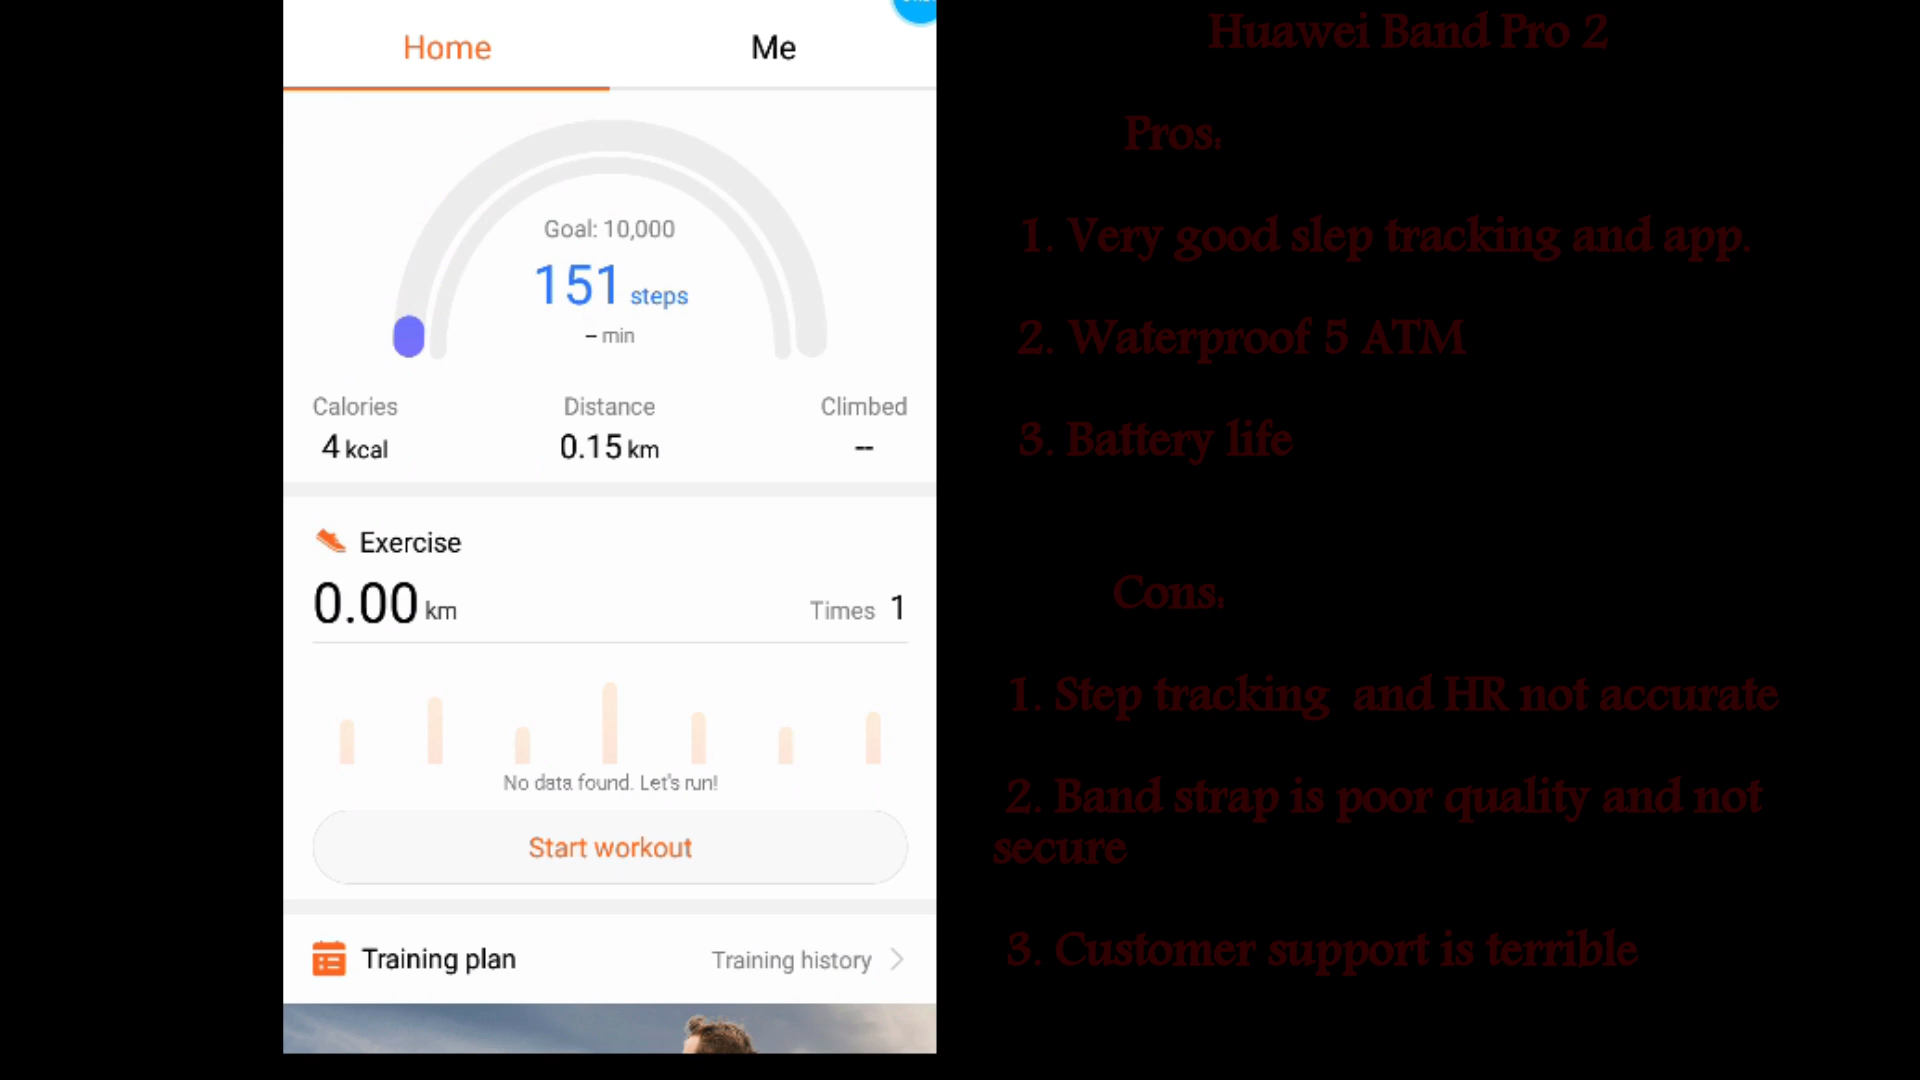 Home
Me
Goal: 10,000
151 steps
-- min
Calories
Distance
Climbed
4 kcal
0.15 km
--
Exercise
0.00 km
Times 1
No data found. Let's run!
Start workout
Training plan
Training history
Huawei Band Pro 2
Pros:
1. Very good slep tracking and app.
2. Waterproof 5 ATM
3. Battery life
Cons:
1. Step tracking and HR not accurate
2. Band strap is poor quality and not
secure
3. Customer support is terrible